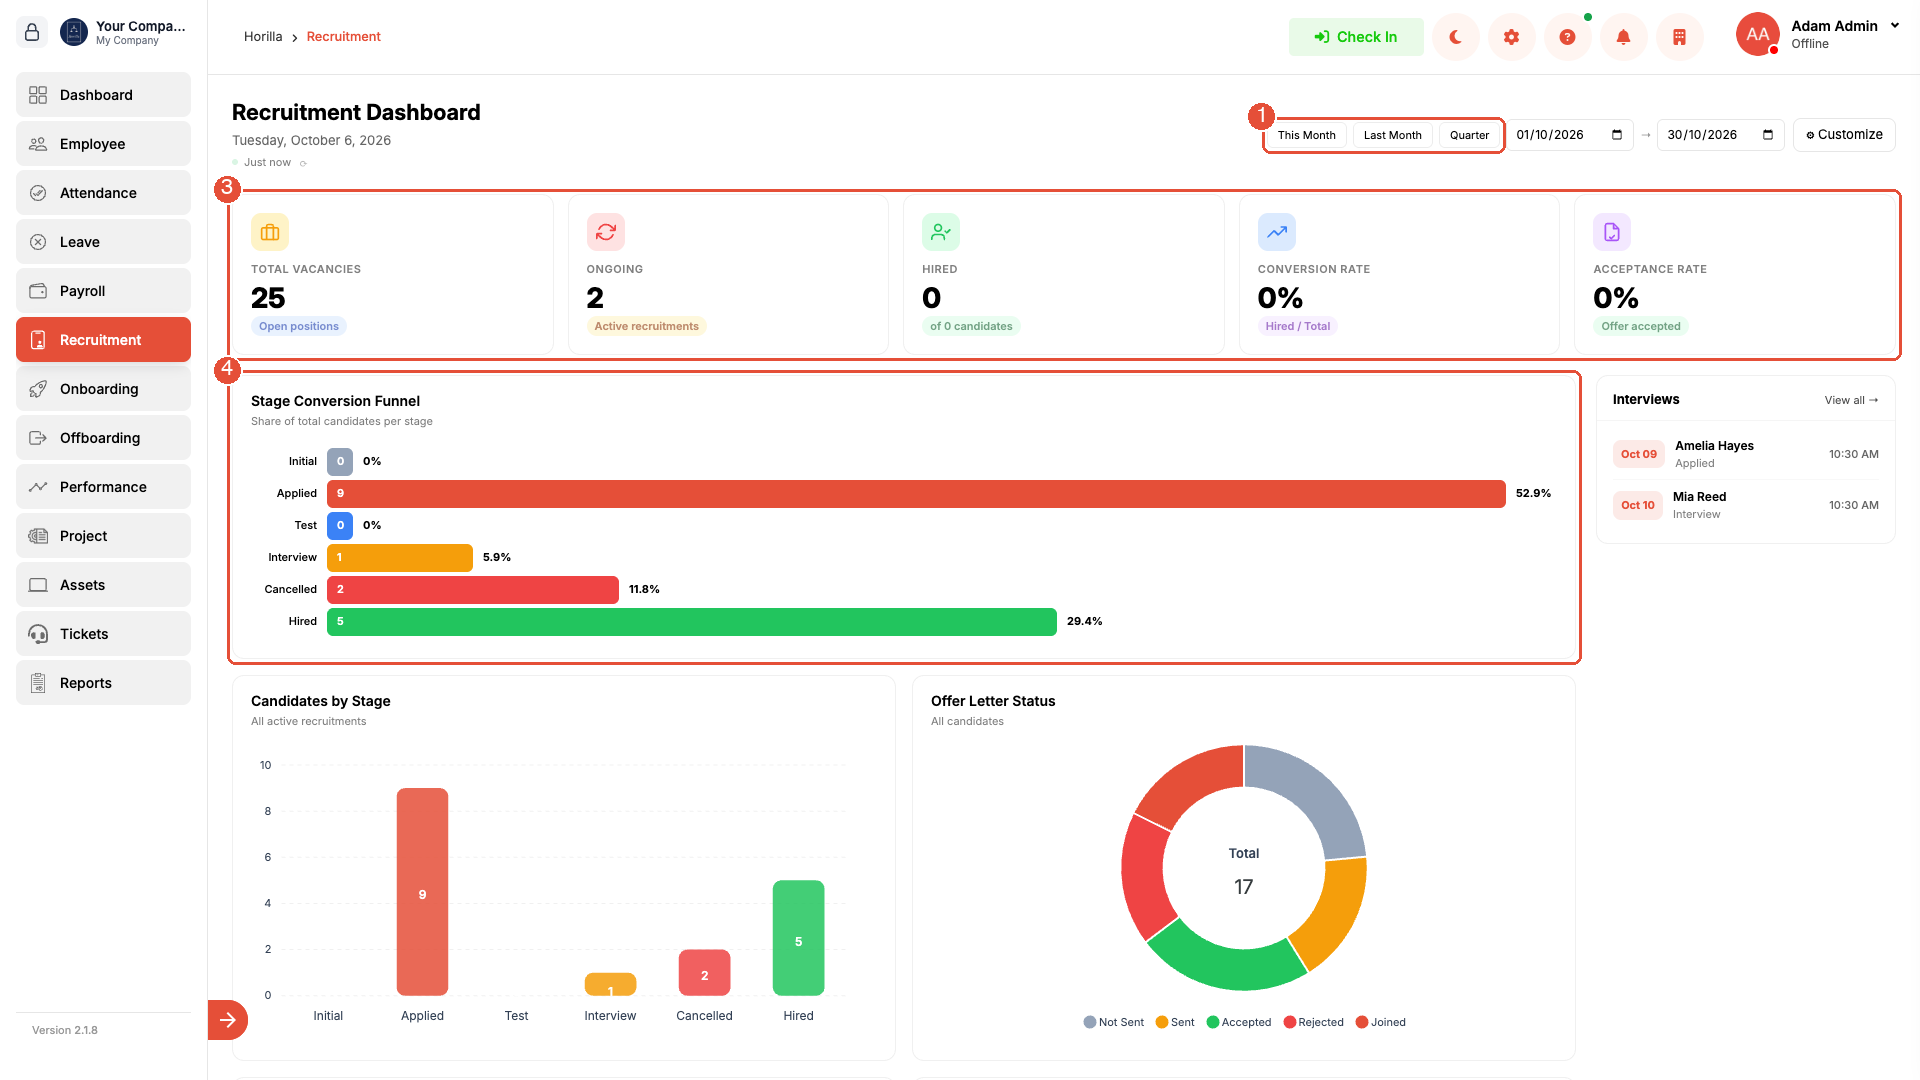 Your Compa...
My Company
Dashboard
Employee
Attendance
Leave
Payroll
Recruitment
Onboarding
Offboarding
Performance
Project
Assets
Tickets
Reports
Version 2.1.8
Horilla > Recruitment
Check In
AA
Adam Admin
Offline
Recruitment Dashboard
Tuesday, October 6, 2026
Just now
1
This Month
Last Month
Quarter
01/10/2026
→
30/10/2026
Customize
3
TOTAL VACANCIES
25
Open positions
ONGOING
2
Active recruitments
HIRED
0
of 0 candidates
CONVERSION RATE
0%
Hired / Total
ACCEPTANCE RATE
0%
Offer accepted
4
Stage Conversion Funnel
Share of total candidates per stage
Initial 0 0%
Applied 9 52.9%
Test 0 0%
Interview 1 5.9%
Cancelled 2 11.8%
Hired 5 29.4%
Interviews
View all →
Oct 09
Amelia Hayes
Applied
10:30 AM
Oct 10
Mia Reed
Interview
10:30 AM
Candidates by Stage
All active recruitments
10
8
6
4
2
0
9
1
2
5
Initial
Applied
Test
Interview
Cancelled
Hired
Offer Letter Status
All candidates
Total
17
Not Sent
Sent
Accepted
Rejected
Joined